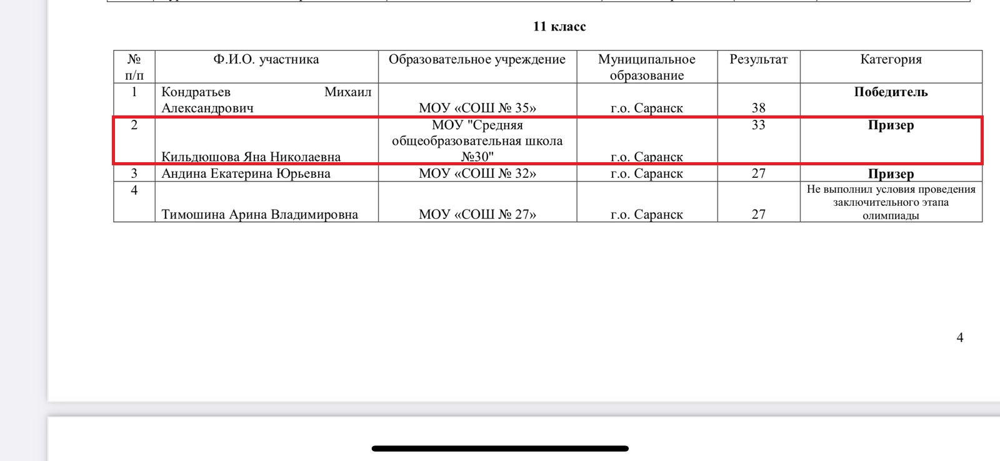 11 класс
№ п/п Ф.И.О. участника Образовательное учреждение Муниципальное образование Результат Категория
1 Кондратьев Михаил Александрович МОУ «СОШ № 35» г.о. Саранск 38 Победитель
2 Кильдюшова Яна Николаевна МОУ "Средняя общеобразовательная школа №30" г.о. Саранск 33 Призер
3 Андина Екатерина Юрьевна МОУ «СОШ № 32» г.о. Саранск 27 Призер
4 Тимошина Арина Владимировна МОУ «СОШ № 27» г.о. Саранск 27 Не выполнил условия проведения заключительного этапа олимпиады
4